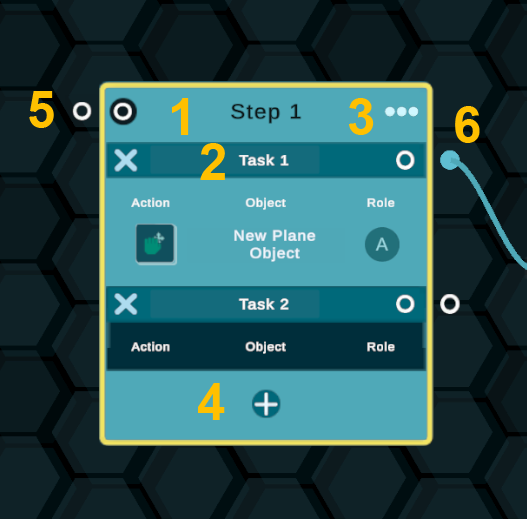 5
1
Step 1
3
6
2
Task 1
Action
Object
Role
New Plane
Object
A
Task 2
Action
Object
Role
4